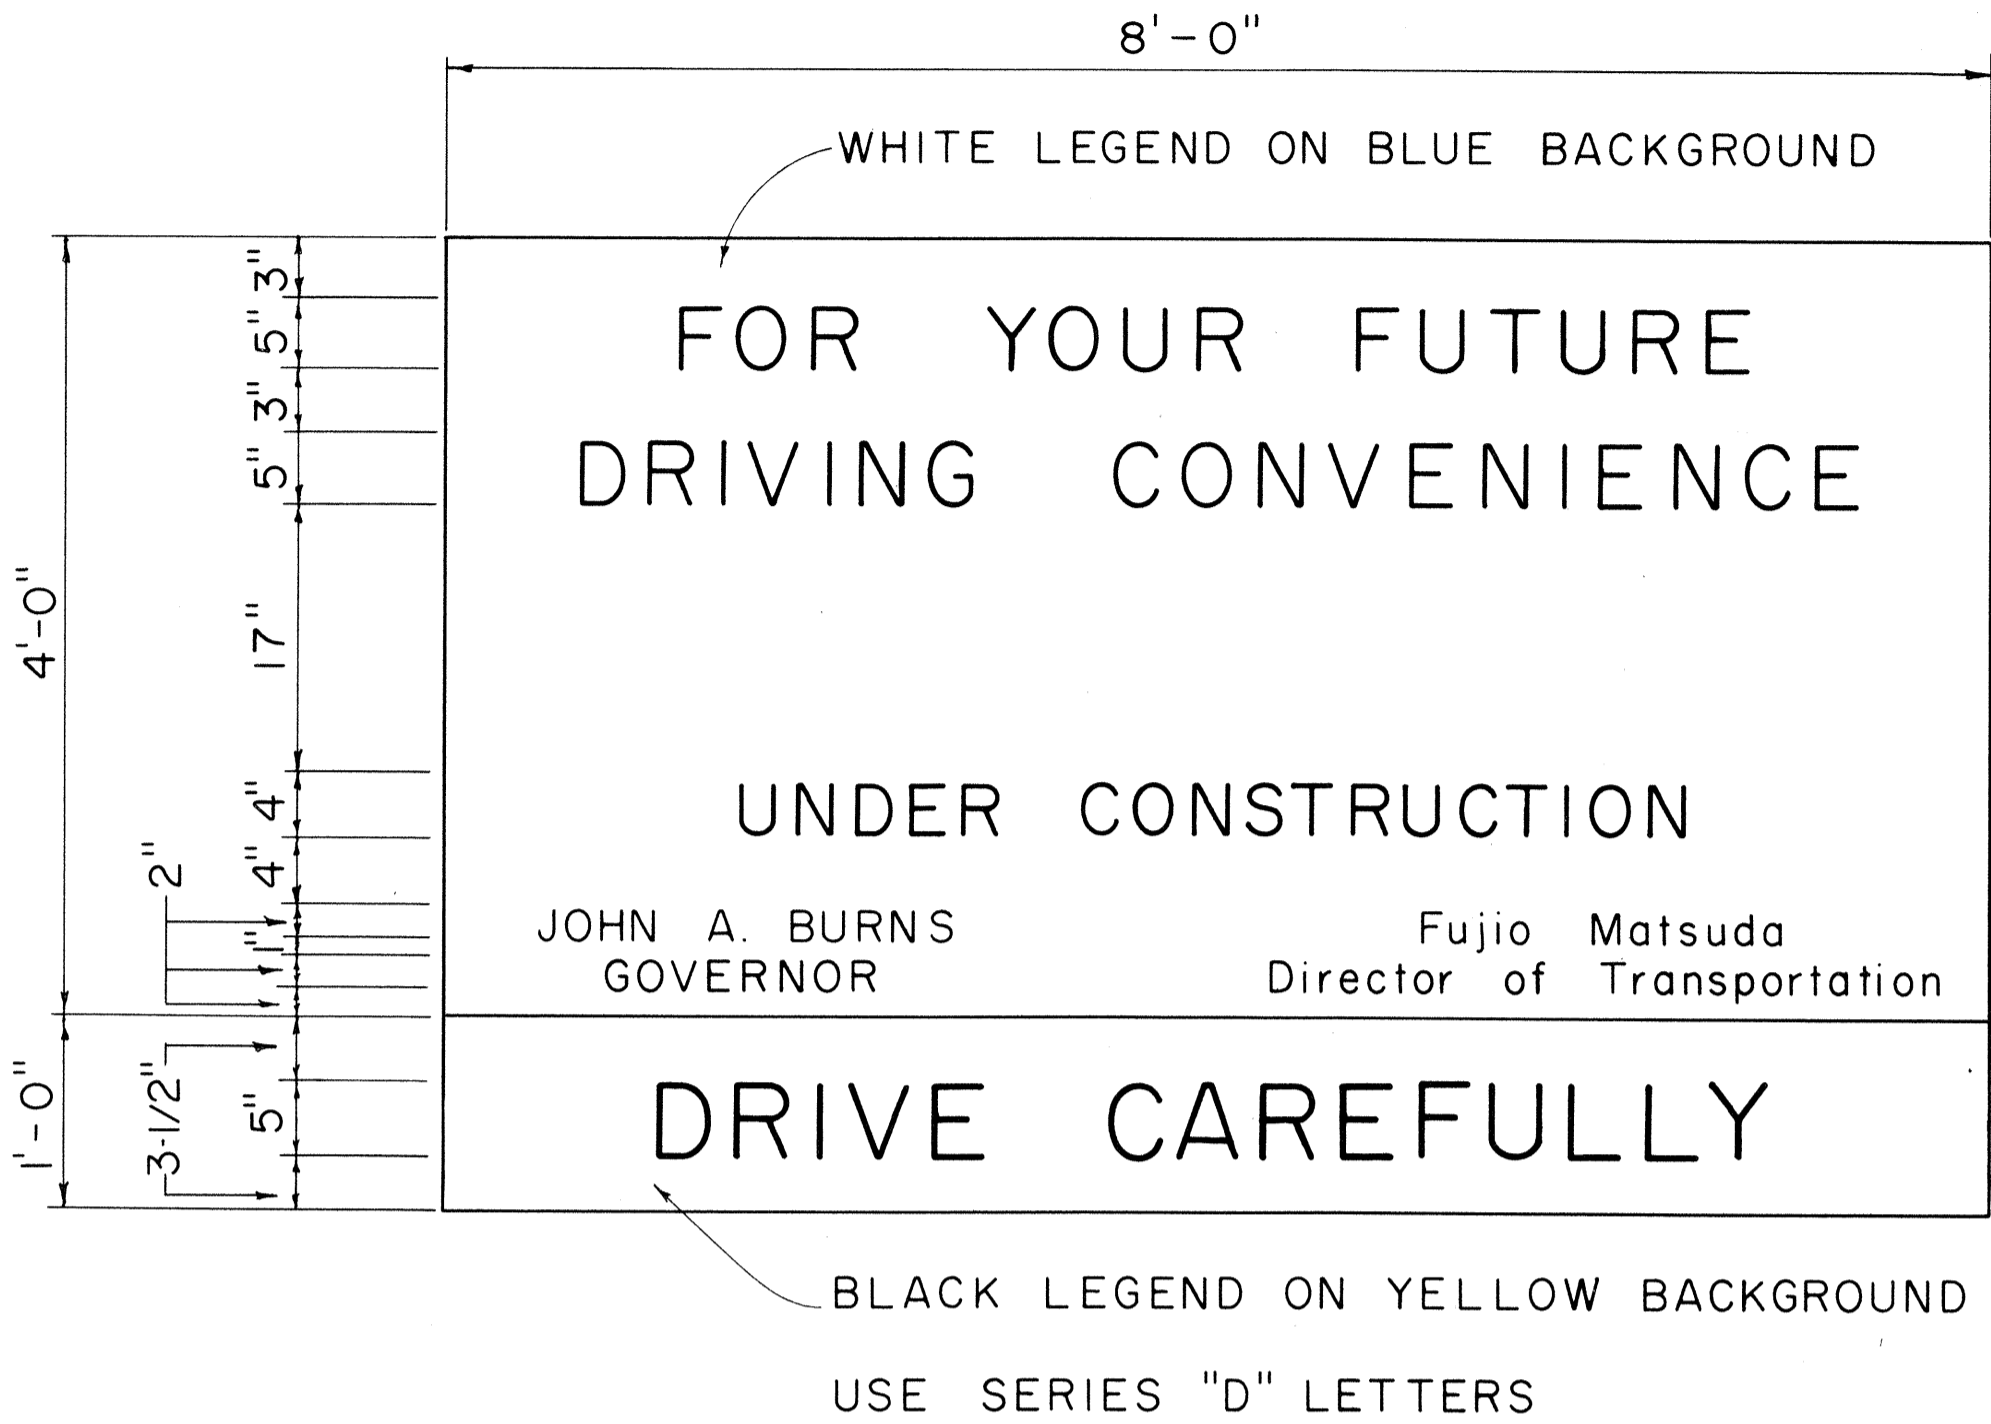 8'-0"
WHITE LEGEND ON BLUE BACKGROUND
3"
5"
3"
5"
17"
4"
4"
2"
1"
4'-0"
FOR YOUR FUTURE
DRIVING CONVENIENCE
UNDER CONSTRUCTION
JOHN A. BURNS
GOVERNOR
Fujio Matsuda
Director of Transportation
1'-0"
3-1/2"
5"
DRIVE CAREFULLY
BLACK LEGEND ON YELLOW BACKGROUND
USE SERIES "D" LETTERS